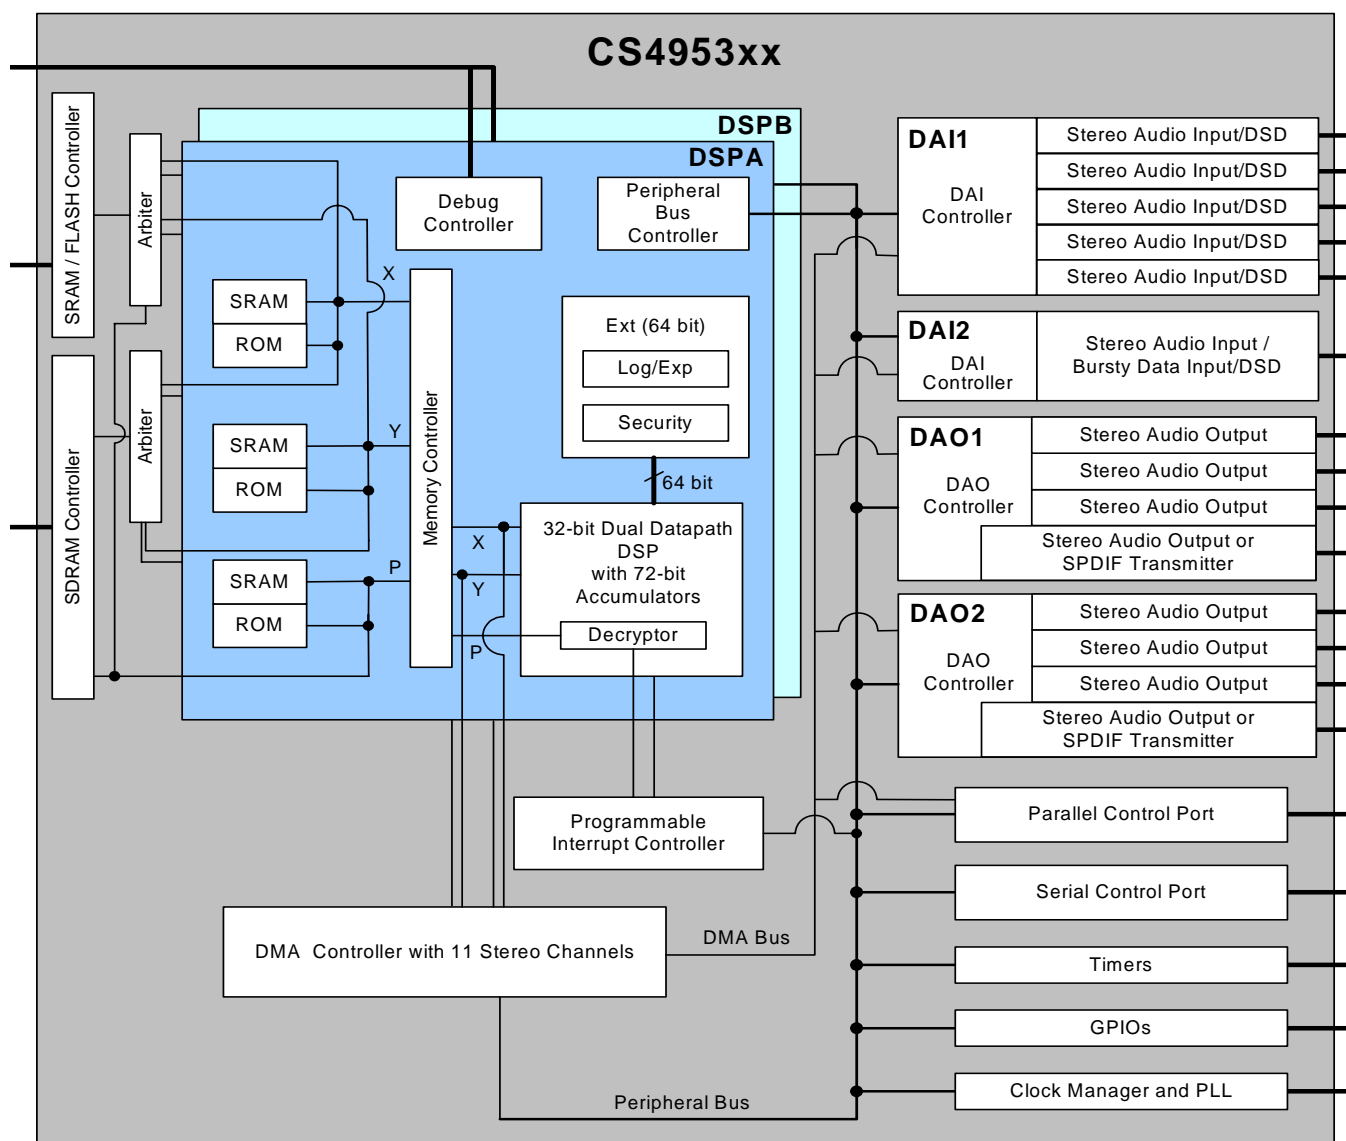 CS4953xx
SRAM / FLASH Controller
Arbiter
SDRAM Controller
Arbiter
DSPB
DSPA
Debug
Controller
Peripheral
Bus
Controller
X
SRAM
ROM
Y
SRAM
ROM
P
SRAM
ROM
Memory Controller
Ext (64 bit)
Log/Exp
Security
64 bit
X
Y
P
32-bit Dual Datapath
DSP
with 72-bit
Accumulators
Decryptor
Programmable
Interrupt Controller
DMA Controller with 11 Stereo Channels
DMA Bus
Peripheral Bus
DAI1
DAI
Controller
Stereo Audio Input/DSD
Stereo Audio Input/DSD
Stereo Audio Input/DSD
Stereo Audio Input/DSD
Stereo Audio Input/DSD
DAI2
DAI
Controller
Stereo Audio Input /
Bursty Data Input/DSD
DAO1
DAO
Controller
Stereo Audio Output
Stereo Audio Output
Stereo Audio Output
Stereo Audio Output or
SPDIF Transmitter
DAO2
DAO
Controller
Stereo Audio Output
Stereo Audio Output
Stereo Audio Output
Stereo Audio Output or
SPDIF Transmitter
Parallel Control Port
Serial Control Port
Timers
GPIOs
Clock Manager and PLL